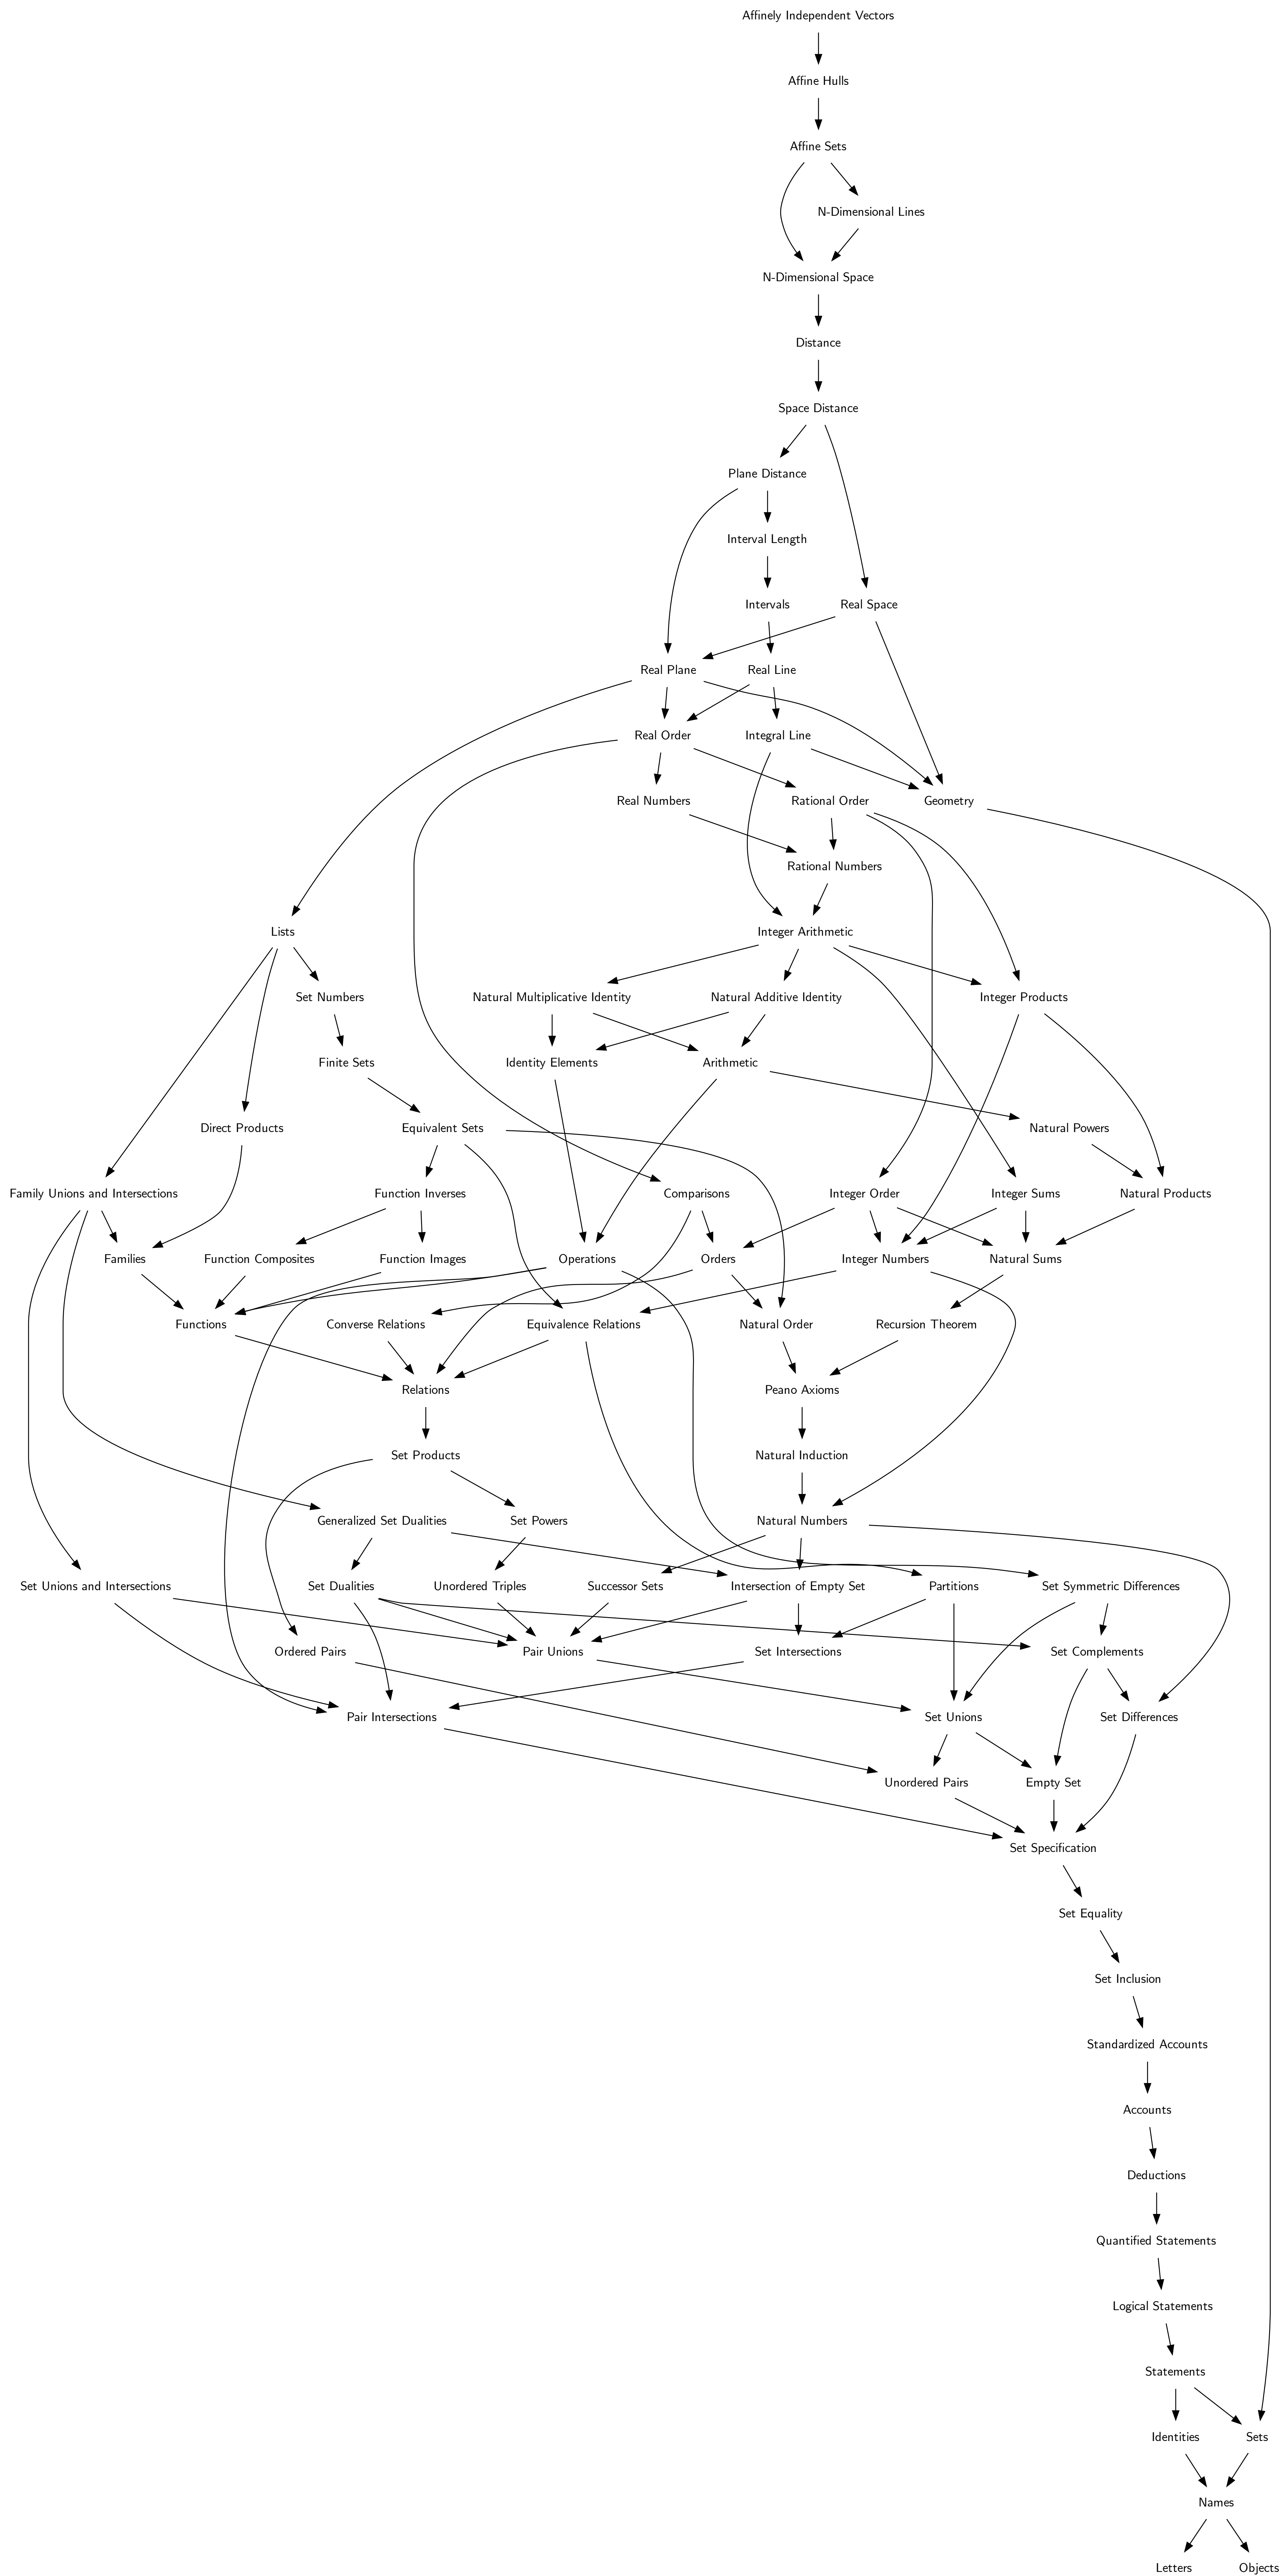 Affinely Independent Vectors
Affine Hulls
Affine Sets
N-Dimensional Lines
N-Dimensional Space
Distance
Space Distance
Plane Distance
Interval Length
Intervals
Real Space
Real Plane
Real Line
Real Order
Integral Line
Real Numbers
Rational Order
Geometry
Rational Numbers
Lists
Integer Arithmetic
Set Numbers
Natural Multiplicative Identity
Natural Additive Identity
Integer Products
Finite Sets
Identity Elements
Arithmetic
Direct Products
Equivalent Sets
Natural Powers
Family Unions and Intersections
Function Inverses
Comparisons
Integer Order
Integer Sums
Natural Products
Families
Function Composites
Function Images
Operations
Orders
Integer Numbers
Natural Sums
Functions
Converse Relations
Equivalence Relations
Natural Order
Recursion Theorem
Relations
Peano Axioms
Set Products
Natural Induction
Generalized Set Dualities
Set Powers
Natural Numbers
Set Unions and Intersections
Set Dualities
Unordered Triples
Successor Sets
Intersection of Empty Set
Partitions
Set Symmetric Differences
Ordered Pairs
Pair Unions
Set Intersections
Set Complements
Pair Intersections
Set Unions
Set Differences
Unordered Pairs
Empty Set
Set Specification
Set Equality
Set Inclusion
Standardized Accounts
Accounts
Deductions
Quantified Statements
Logical Statements
Statements
Identities
Sets
Names
Letters
Objects